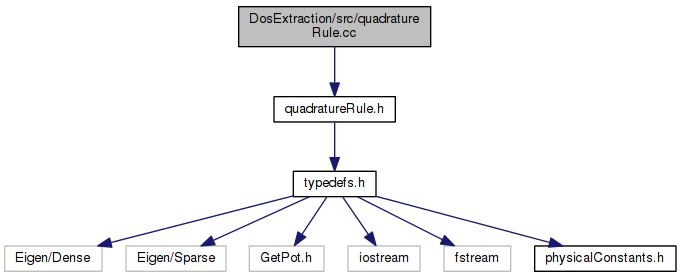 DosExtraction/src/quadrature
Rule.cc
quadratureRule.h
typedefs.h
Eigen/Dense
Eigen/Sparse
GetPot.h
iostream
fstream
physicalConstants.h